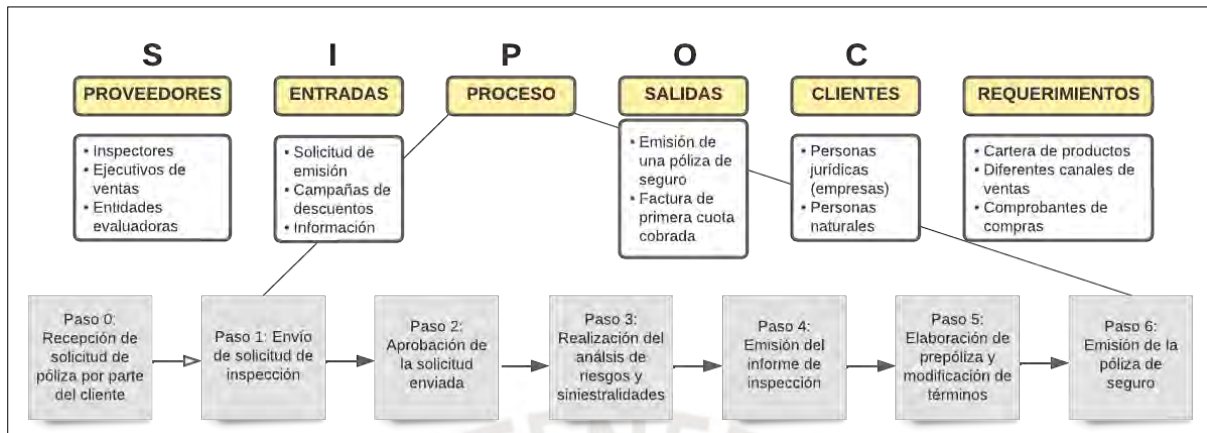 S I P O C
PROVEEDORES
ENTRADAS
PROCESO
SALIDAS
CLIENTES
REQUERIMIENTOS
• Inspectores
• Ejecutivos de
ventas
• Entidades
evaluadoras
• Solicitud de
emisión
• Campañas de
descuentos
• Información
• Emisión de
una póliza de
seguro
• Factura de
primera cuota
cobrada
• Personas
jurídicas
(empresas)
• Personas
naturales
• Cartera de productos
• Diferentes canales de
ventas
• Comprobantes de
compras
Paso 0:
Recepción de
solicitud de
póliza por parte
del cliente
Paso 1: Envío
de solicitud de
inspección
Paso 2:
Aprobación de
la solicitud
enviada
Paso 3:
Realización del
análsis de
riesgos y
siniestralidades
Paso 4:
Emisión del
informe de
inspección
Paso 5:
Elaboración de
prepóliza y
modificación de
términos
Paso 6:
Emisión de la
póliza de
seguro